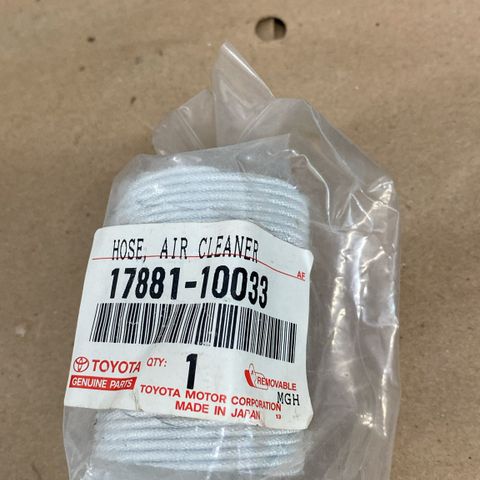 HOSE, AIR CLEANER
AF
17881-10033
TOYOTA
GENUINE PARTS
QTY:
1
REMOVABLE
MGH
TOYOTA MOTOR CORPORATION
MADE IN JAPAN
13